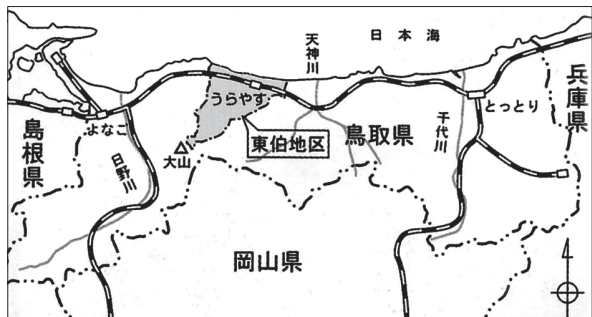 日本海
天神川
兵庫県
うらやす
とっとり
よなご
島根県
東伯地区
鳥取県
千代川
大山
日野川
岡山県